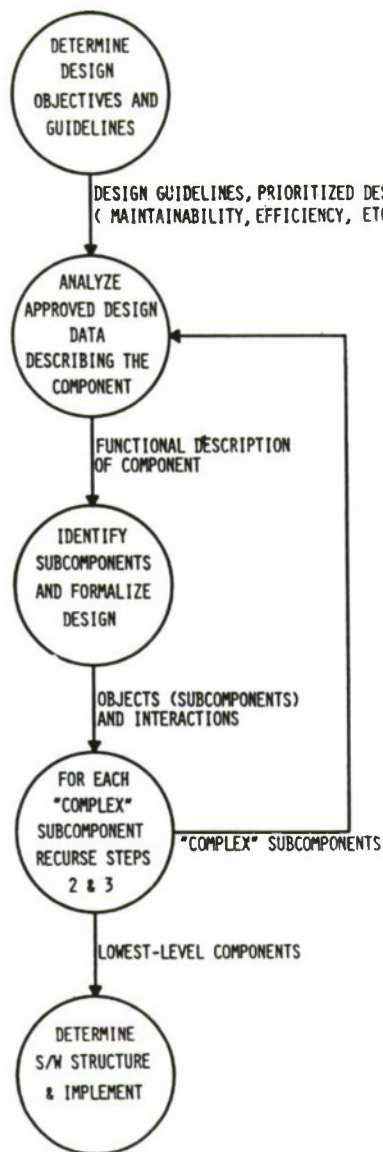 DETERMINE
DESIGN
OBJECTIVES AND
GUIDELINES
DESIGN GUIDELINES, PRIORITIZED
( MAINTAINABILITY, EFFICIENCY,
ANALYZE
APPROVED DESIGN
DATA
DESCRIBING THE
COMPONENT
FUNCTIONAL DESCRIPTION
OF COMPONENT
IDENTIFY
SUBCOMPONENTS
AND FORMALIZE
DESIGN
OBJECTS (SUBCOMPONENTS)
AND INTERACTIONS
FOR EACH
"COMPLEX"
SUBCOMPONENT
RECURSE STEPS
2 & 3
"COMPLEX" SUBCOMPONENTS
LOWEST-LEVEL COMPONENTS
DETERMINE
S/W STRUCTURE
& IMPLEMENT